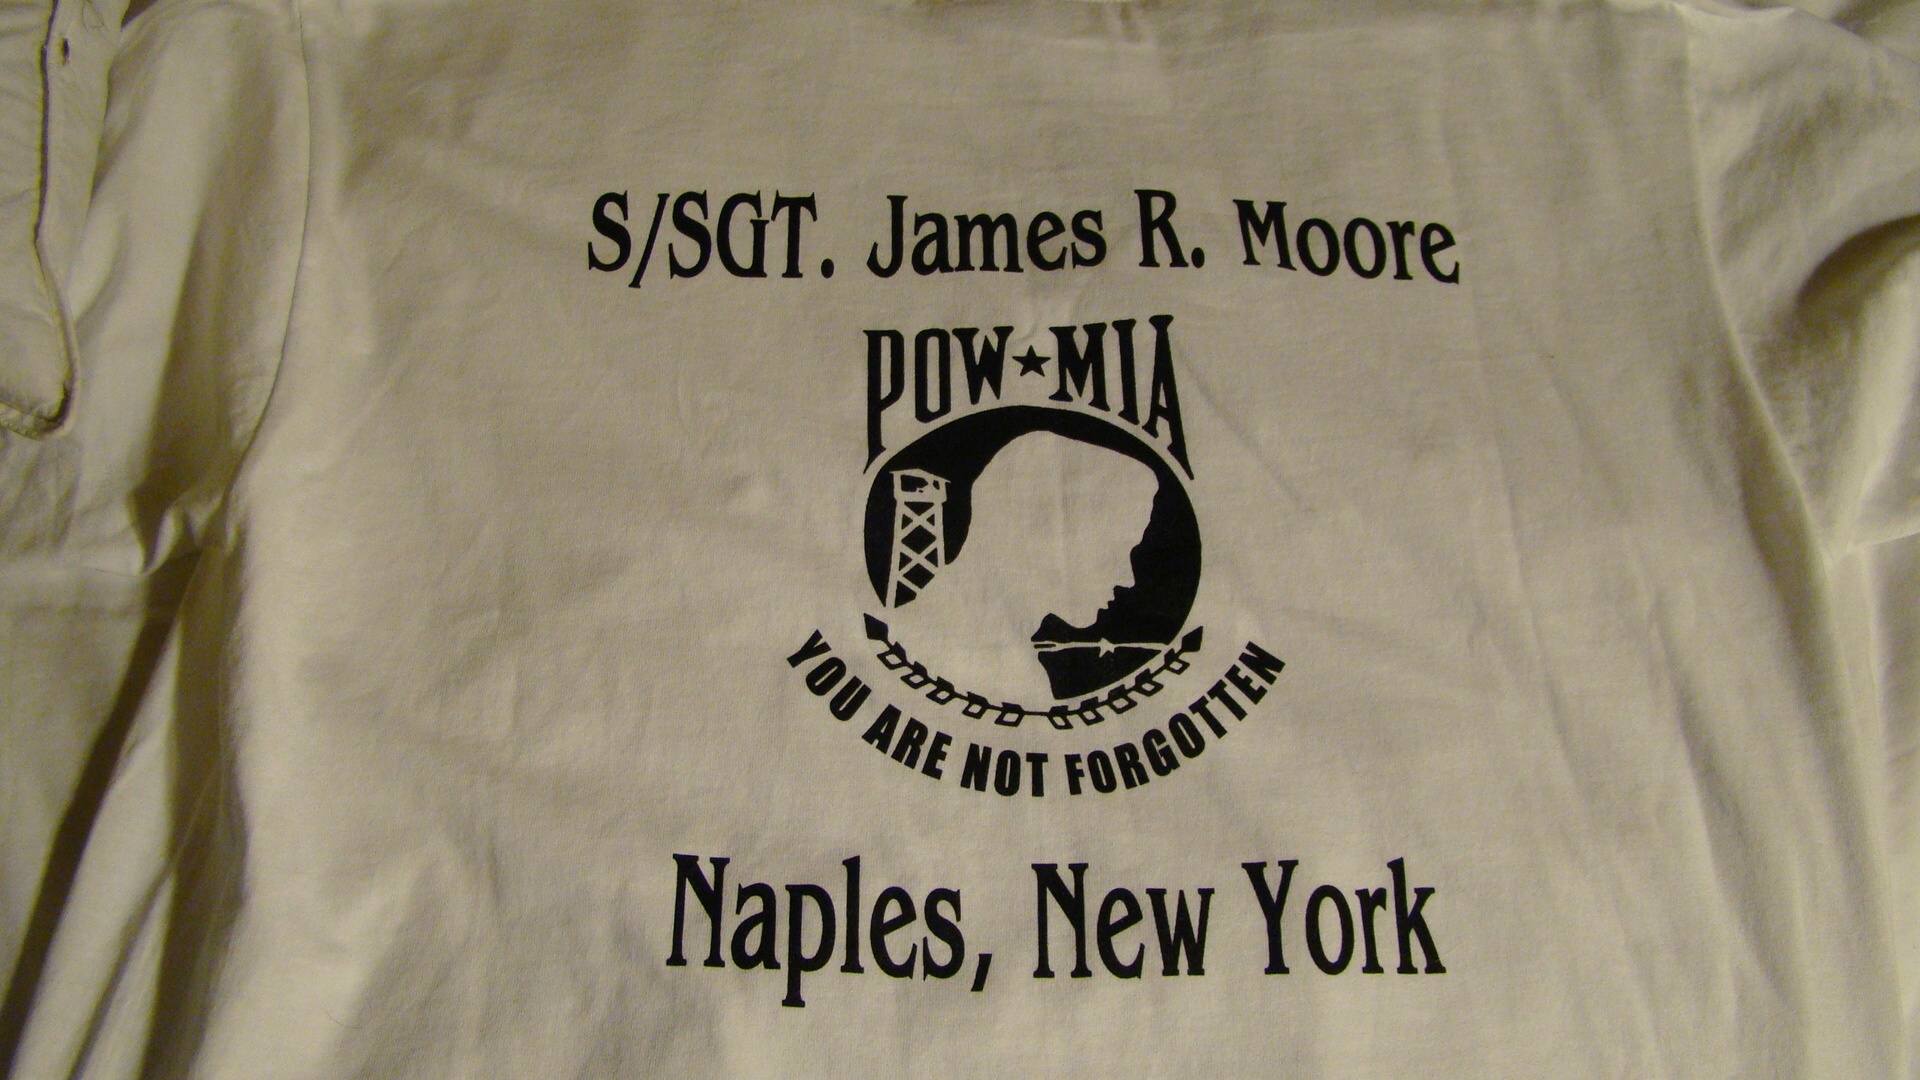 S/SGT. James R. Moore
POW★MIA
YOU ARE NOT FORGOTTEN
Naples, New York